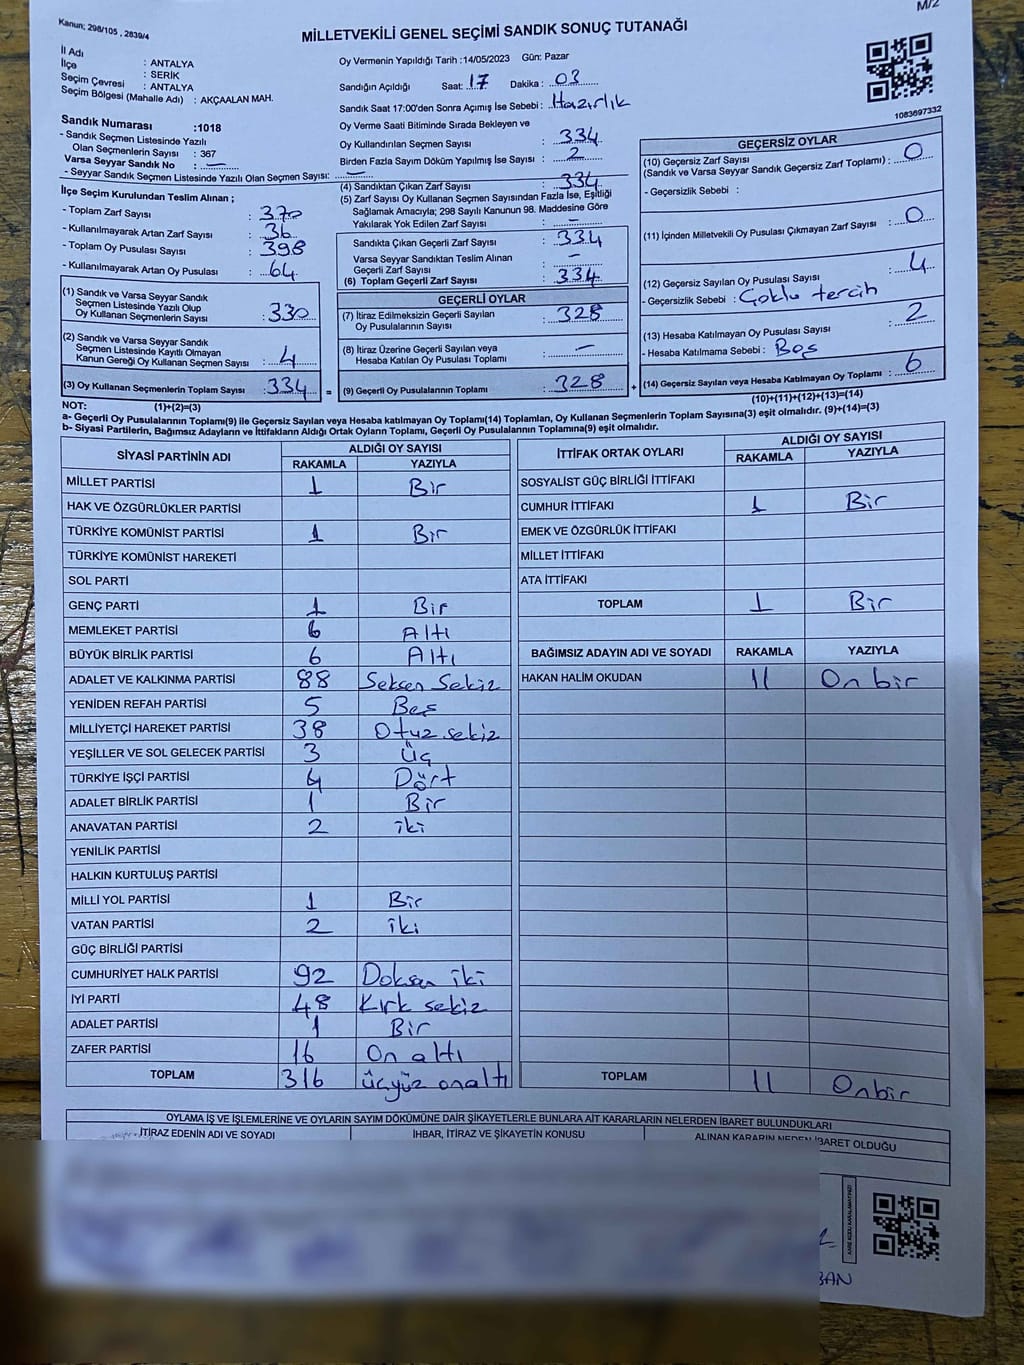 M/2
Kanun: 298/105 , 2839/4
MİLLETVEKİLİ GENEL SEÇİMİ SANDIK SONUÇ TUTANAĞI
İl Adı : ANTALYA
İlçe : SERİK
Seçim Çevresi : ANTALYA
Seçim Bölgesi (Mahalle Adı) : AKÇAALAN MAH.
Sandık Numarası :1018
- Sandık Seçmen Listesinde Yazılı
Olan Seçmenlerin Sayısı : 367
Varsa Seyyar Sandık No : —
- Seyyar Sandık Seçmen Listesinde Yazılı Olan Seçmen Sayısı: —
Oy Vermenin Yapıldığı Tarih :14/05/2023 Gün: Pazar
Sandığın Açıldığı Saat: 17 Dakika : 03
Sandık Saat 17:00'den Sonra Açımış İse Sebebi : Hazırlık
Oy Verme Saati Bitiminde Sırada Bekleyen ve
Oy Kullandırılan Seçmen Sayısı : 334
Birden Fazla Sayım Döküm Yapılmış İse Sayısı : 2
1083697332
İlçe Seçim Kurulundan Teslim Alınan ;
- Toplam Zarf Sayısı : 370
- Kullanılmayarak Artan Zarf Sayısı : 36
- Toplam Oy Pusulası Sayısı : 398
- Kullanılmayarak Artan Oy Pusulası : 64
(1) Sandık ve Varsa Seyyar Sandık
Seçmen Listesinde Yazılı Olup
Oy Kullanan Seçmenlerin Sayısı : 330
(2) Sandık ve Varsa Seyyar Sandık
Seçmen Listesinde Kayıtlı Olmayan
Kanun Gereği Oy Kullanan Seçmen Sayısı : 4
(3) Oy Kullanan Seçmenlerin Toplam Sayısı :334 =
(4) Sandıktan Çıkan Zarf Sayısı : 334
(5) Zarf Sayısı Oy Kullanan Seçmen Sayısından Fazla İse, Eşitliği
Sağlamak Amacıyla; 298 Sayılı Kanunun 98. Maddesine Göre
Yakılarak Yok Edilen Zarf Sayısı :
Sandıkta Çıkan Geçerli Zarf Sayısı : 334
Varsa Seyyar Sandıktan Teslim Alınan
Geçerli Zarf Sayısı : —
(6) Toplam Geçerli Zarf Sayısı : 334
GEÇERLİ OYLAR
(7) İtiraz Edilmeksizin Geçerli Sayılan
Oy Pusulalarının Sayısı : 328
(8) İtiraz Üzerine Geçerli Sayılan veya
Hesaba Katılan Oy Pusulası Toplamı : —
(9) Geçerli Oy Pusulalarının Toplamı : 328 +
GEÇERSİZ OYLAR
(10) Geçersiz Zarf Sayısı
(Sandık ve Varsa Seyyar Sandık Geçersiz Zarf Toplamı) : 0
- Geçersizlik Sebebi :
(11) İçinden Milletvekili Oy Pusulası Çıkmayan Zarf Sayısı : 0
(12) Geçersiz Sayılan Oy Pusulası Sayısı : 4
- Geçersizlik Sebebi : Çoklu tercih
(13) Hesaba Katılmayan Oy Pusulası Sayısı : 2
- Hesaba Katılmama Sebebi : Boş
(14) Geçersiz Sayılan veya Hesaba Katılmayan Oy Toplamı : 6
(10)+(11)+(12)+(13)=(14)
NOT: (1)+(2)=(3)
a- Geçerli Oy Pusulalarının Toplamı(9) ile Geçersiz Sayılan veya Hesaba katılmayan Oy Toplamı(14) Toplamları, Oy Kullanan Seçmenlerin Toplam Sayısına(3) eşit olmalıdır. (9)+(14)=(3)
b- Siyasi Partilerin, Bağımsız Adayların ve İttifakların Aldığı Ortak Oyların Toplamı, Geçerli Oy Pusulalarının Toplamına(9) eşit olmalıdır.
SİYASİ PARTİNİN ADI ALDIĞI OY SAYISI
RAKAMLA YAZIYLA
MİLLET PARTİSİ 1 Bir
HAK VE ÖZGÜRLÜKLER PARTİSİ
TÜRKİYE KOMÜNİST PARTİSİ 1 Bir
TÜRKİYE KOMÜNİST HAREKETİ
SOL PARTİ
GENÇ PARTİ 1 Bir
MEMLEKET PARTİSİ 6 Altı
BÜYÜK BİRLİK PARTİSİ 6 Altı
ADALET VE KALKINMA PARTİSİ 88 Seksen Sekiz
YENİDEN REFAH PARTİSİ 5 Beş
MİLLİYETÇİ HAREKET PARTİSİ 38 Otuz sekiz
YEŞİLLER VE SOL GELECEK PARTİSİ 3 Üç
TÜRKİYE İŞÇİ PARTİSİ 4 Dört
ADALET BİRLİK PARTİSİ 1 Bir
ANAVATAN PARTİSİ 2 iki
YENİLİK PARTİSİ
HALKIN KURTULUŞ PARTİSİ
MİLLİ YOL PARTİSİ 1 Bir
VATAN PARTİSİ 2 iki
GÜÇ BİRLİĞİ PARTİSİ
CUMHURİYET HALK PARTİSİ 92 Doksan iki
İYİ PARTİ 48 Kırk sekiz
ADALET PARTİSİ 1 Bir
ZAFER PARTİSİ 16 On altı
TOPLAM 316 üçyüz onaltı
İTTİFAK ORTAK OYLARI ALDIĞI OY SAYISI
RAKAMLA YAZIYLA
SOSYALİST GÜÇ BİRLİĞİ İTTİFAKI
CUMHUR İTTİFAKI 1 Bir
EMEK VE ÖZGÜRLÜK İTTİFAKI
MİLLET İTTİFAKI
ATA İTTİFAKI
TOPLAM 1 Bir
BAĞIMSIZ ADAYIN ADI VE SOYADI RAKAMLA YAZIYLA
HAKAN HALİM OKUDAN 11 On bir
TOPLAM 11 Onbir
OYLAMA İŞ VE İŞLEMLERİNE VE OYLARIN SAYIM DÖKÜMÜNE DAİR ŞİKAYETLERLE BUNLARA AİT KARARLARIN NELERDEN İBARET BULUNDUKLARI
İTİRAZ EDENİN ADI VE SOYADI İHBAR, İTİRAZ VE ŞİKAYETİN KONUSU ALINAN KARARIN NEDEN İBARET OLDUĞU
KARE KODU KARALAMAYINIZ!